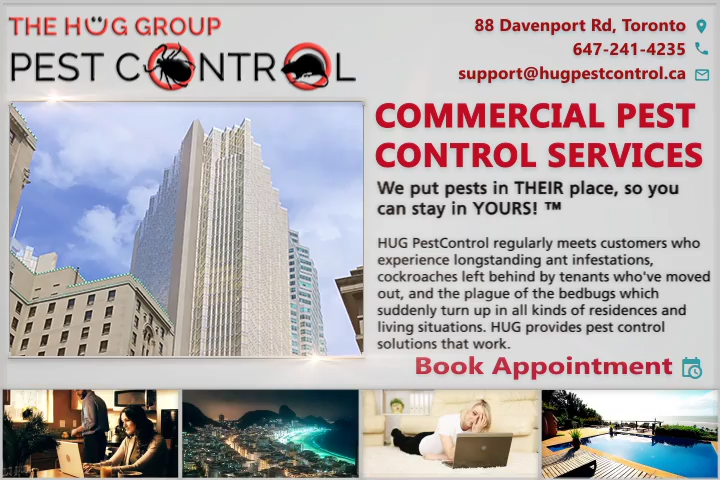 THE HUG GROUP
PEST CONTROL
88 Davenport Rd, Toronto
647-241-4235
support@hugpestcontrol.ca
COMMERCIAL PEST
CONTROL SERVICES
We put pests in THEIR place, so you
can stay in YOURS! ™
HUG PestControl regularly meets customers who
experience longstanding ant infestations,
cockroaches left behind by tenants who've moved
out, and the plague of the bedbugs which
suddenly turn up in all kinds of residences and
living situations. HUG provides pest control
solutions that work.
Book Appointment